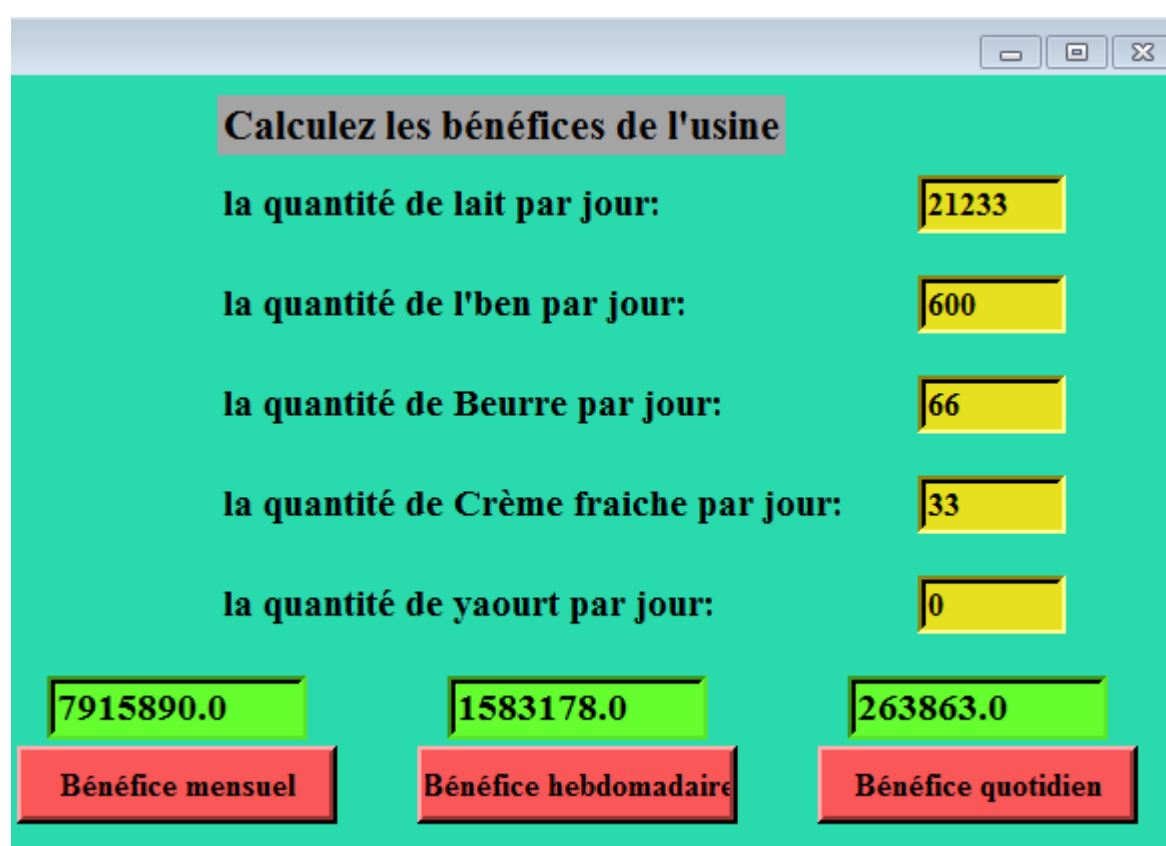 Calculez les bénéfices de l'usine
la quantité de lait par jour: 21233
la quantité de l'ben par jour: 600
la quantité de Beurre par jour: 66
la quantité de Crème fraiche par jour: 33
la quantité de yaourt par jour: 0
7915890.0 1583178.0 263863.0
Bénéfice mensuel Bénéfice hebdomadaire Bénéfice quotidien